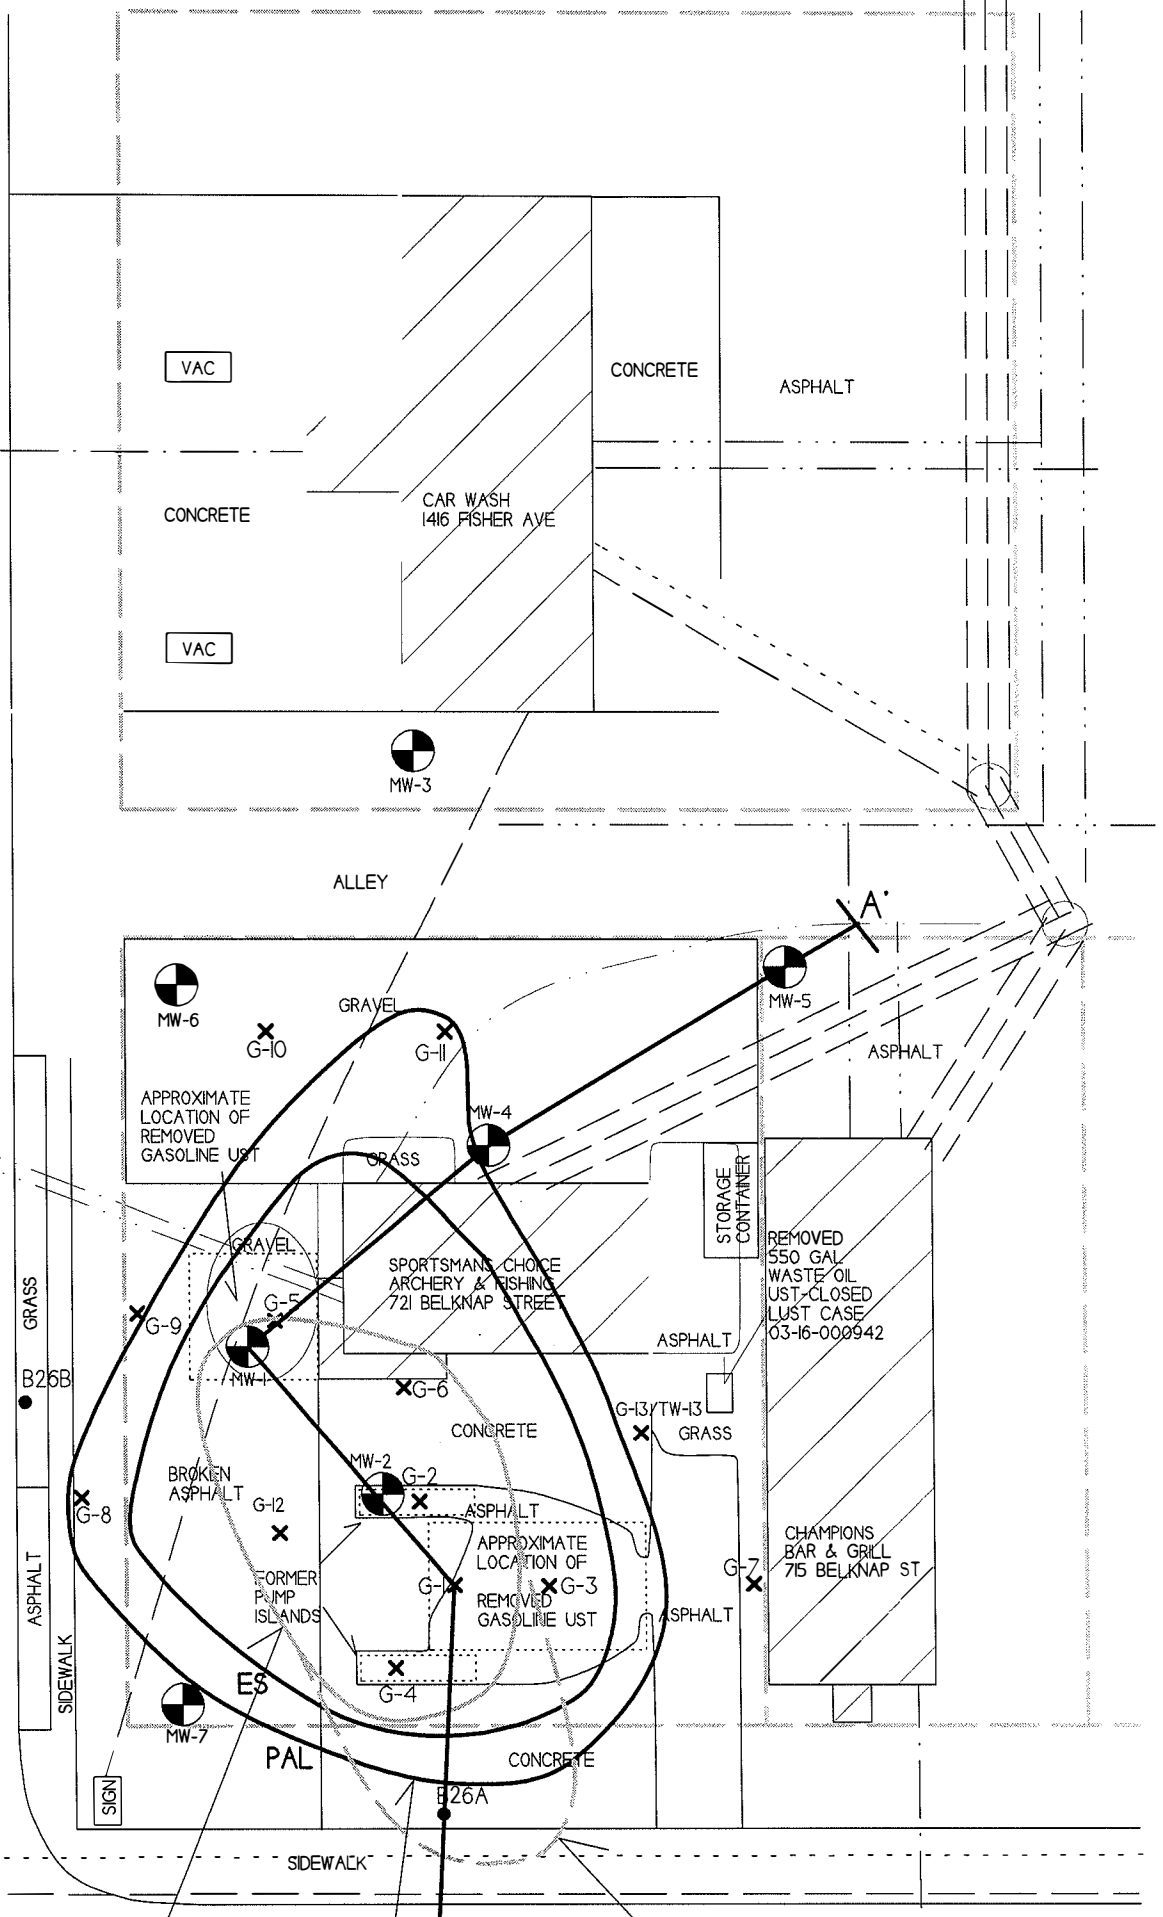 VAC
CONCRETE
ASPHALT
CONCRETE
CAR WASH
1416 FISHER AVE
VAC
MW-3
ALLEY
A'
MW-6
GRAVEL
MW-5
G-10
G-11
ASPHALT
APPROXIMATE
LOCATION OF
REMOVED
GASOLINE UST
MW-4
GRASS
STORAGE
CONTAINER
GRAVEL
REMOVED
550 GAL
WASTE OIL
UST-CLOSED
LUST CASE
03-16-000942
SPORTSMANS CHOICE
ARCHERY & FISHING
721 BELKNAP STREET
GRASS
G-5
G-9
ASPHALT
MW-1
B26B
G-6
G-13/TW-13
GRASS
CONCRETE
MW-2
G-2
BROKEN
ASPHALT
G-8
G-12
ASPHALT
APPROXIMATE
LOCATION OF
REMOVED
GASOLINE UST
CHAMPIONS
BAR & GRILL
715 BELKNAP ST
G-7
G-1
G-3
FORMER
PUMP
ISLANDS
ASPHALT
ASPHALT
SIDEWALK
ES
G-4
MW-7
PAL
CONCRETE
SIGN
B26A
SIDEWALK